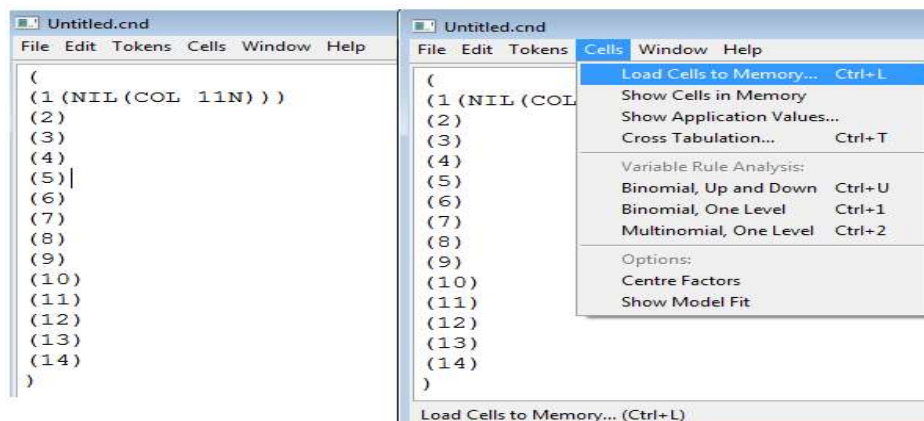 Untitled.cnd
File Edit Tokens Cells Window Help
(
(1(NIL(COL 11N)))
(2)
(3)
(4)
(5)
(6)
(7)
(8)
(9)
(10)
(11)
(12)
(13)
(14)
)
Untitled.cnd
File Edit Tokens Cells Window Help
(
(1(NIL(COL
(2)
(3)
(4)
(5)
(6)
(7)
(8)
(9)
(10)
(11)
(12)
(13)
(14)
)
Load Cells to Memory... Ctrl+L
Show Cells in Memory
Show Application Values...
Cross Tabulation... Ctrl+T
Variable Rule Analysis:
Binomial, Up and Down Ctrl+U
Binomial, One Level Ctrl+1
Multinomial, One Level Ctrl+2
Options:
Centre Factors
Show Model Fit
Load Cells to Memory... (Ctrl+L)